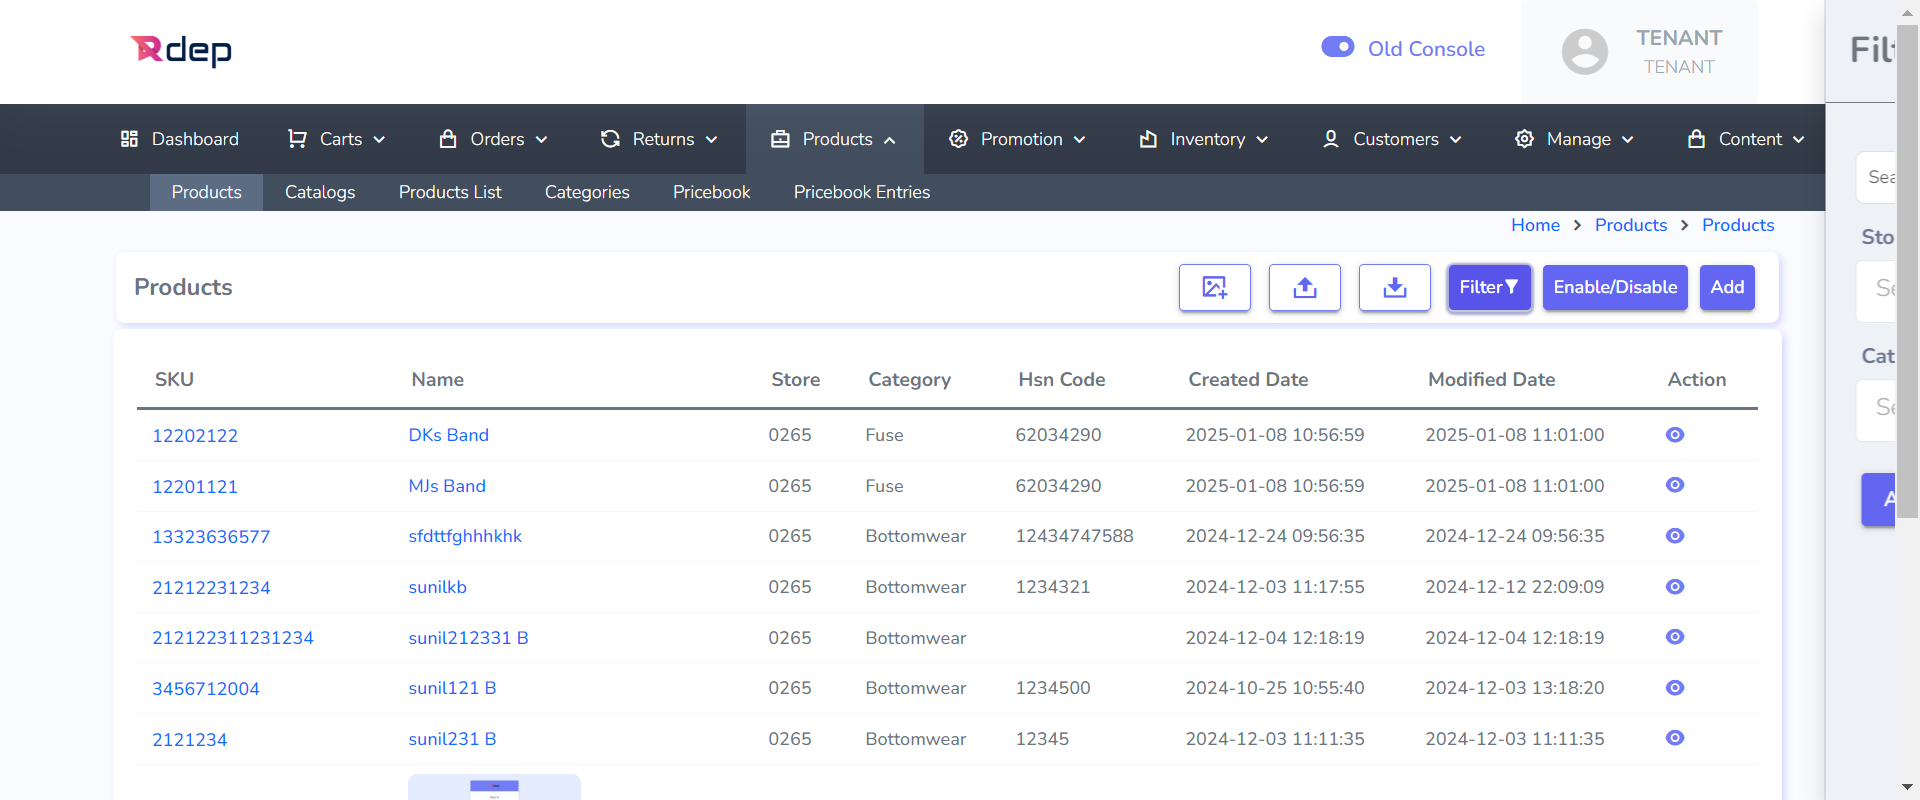 Rdep
Old Console
TENANT
TENANT
Dashboard Carts Orders Returns Products Promotion Inventory Customers Manage Content
Products Catalogs Products List Categories Pricebook Pricebook Entries
Home > Products > Products
Products
Filter Enable/Disable Add
SKU Name Store Category Hsn Code Created Date Modified Date Action
12202122 DKs Band 0265 Fuse 62034290 2025-01-08 10:56:59 2025-01-08 11:01:00
12201121 MJs Band 0265 Fuse 62034290 2025-01-08 10:56:59 2025-01-08 11:01:00
13323636577 sfdttfghhhkhk 0265 Bottomwear 12434747588 2024-12-24 09:56:35 2024-12-24 09:56:35
21212231234 sunilkb 0265 Bottomwear 1234321 2024-12-03 11:17:55 2024-12-12 22:09:09
212122311231234 sunil212331 B 0265 Bottomwear 2024-12-04 12:18:19 2024-12-04 12:18:19
3456712004 sunil121 B 0265 Bottomwear 1234500 2024-10-25 10:55:40 2024-12-03 13:18:20
2121234 sunil231 B 0265 Bottomwear 12345 2024-12-03 11:11:35 2024-12-03 11:11:35